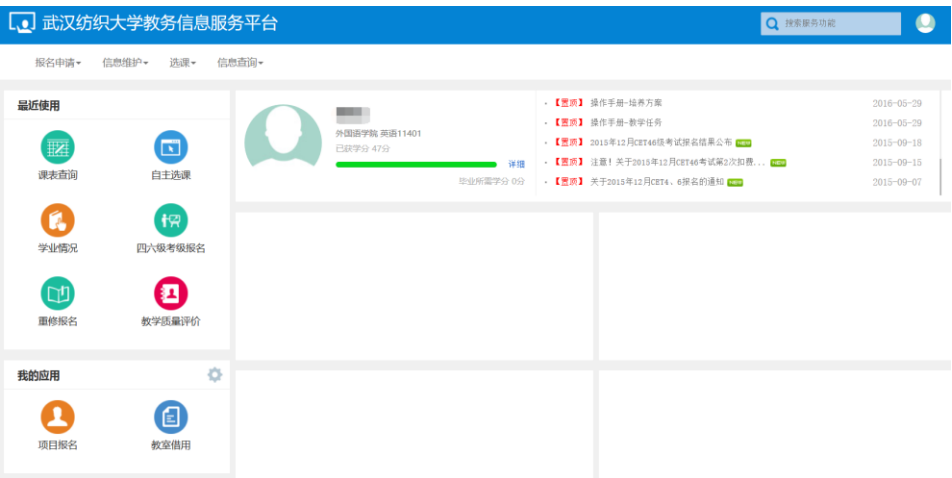 武汉纺织大学教务信息服务平台
搜索服务功能
报名申请 信息维护 选课 信息查询
最近使用
课表查询 自主选课
学业情况 四六级考级报名
重修报名 教学质量评价
我的应用
项目报名 教室借用
外国语学院 英语11401
已获学分 47分
详细
毕业所需学分 0分
【置顶】 操作手册-培养方案 2016-05-29
【置顶】 操作手册-教学任务 2016-05-29
【置顶】 2015年12月CET46级考试报名结果公布 NEW 2015-09-18
【置顶】 注意!关于2015年12月CET46考试第2次扣费... NEW 2015-09-15
【置顶】 关于2015年12月CET4、6报名的通知 NEW 2015-09-07